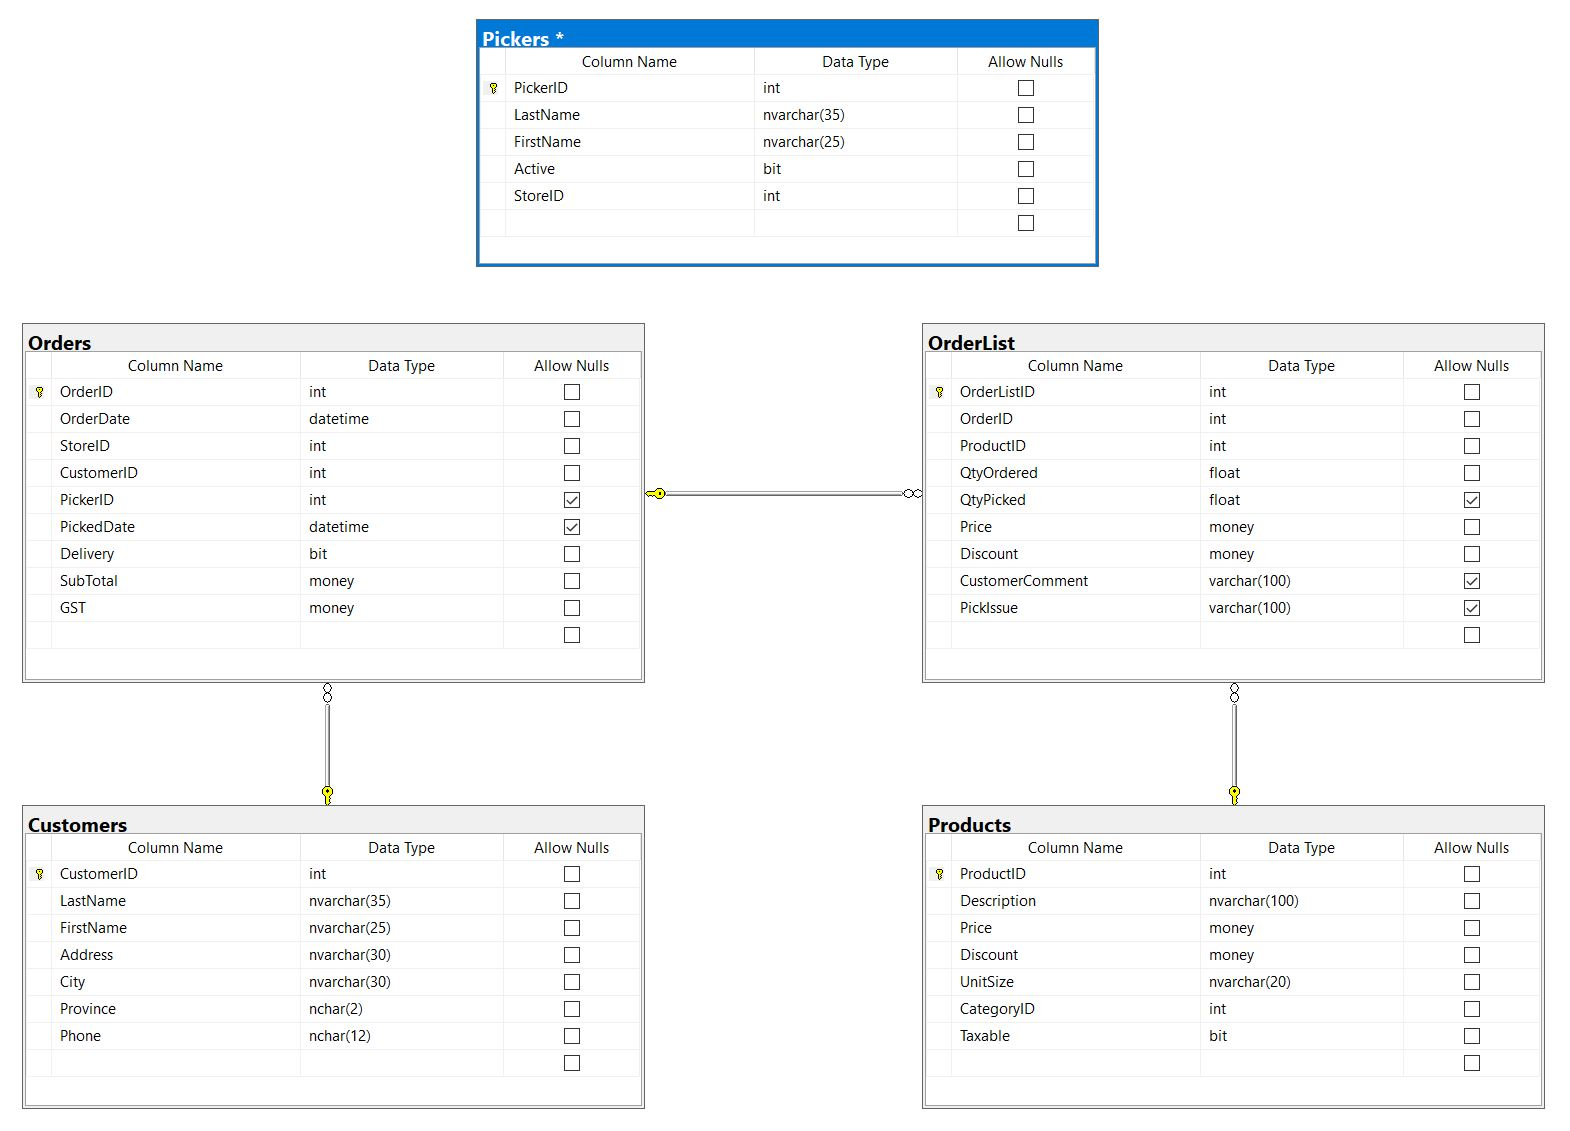 Pickers *
Column Name Data Type Allow Nulls
PickerID int
LastName nvarchar(35)
FirstName nvarchar(25)
Active bit
StoreID int
Orders
Column Name Data Type Allow Nulls
OrderID int
OrderDate datetime
StoreID int
CustomerID int
PickerID int
PickedDate datetime
Delivery bit
SubTotal money
GST money
OrderList
Column Name Data Type Allow Nulls
OrderListID int
OrderID int
ProductID int
QtyOrdered float
QtyPicked float
Price money
Discount money
CustomerComment varchar(100)
PickIssue varchar(100)
Customers
Column Name Data Type Allow Nulls
CustomerID int
LastName nvarchar(35)
FirstName nvarchar(25)
Address nvarchar(30)
City nvarchar(30)
Province nchar(2)
Phone nchar(12)
Products
Column Name Data Type Allow Nulls
ProductID int
Description nvarchar(100)
Price money
Discount money
UnitSize nvarchar(20)
CategoryID int
Taxable bit